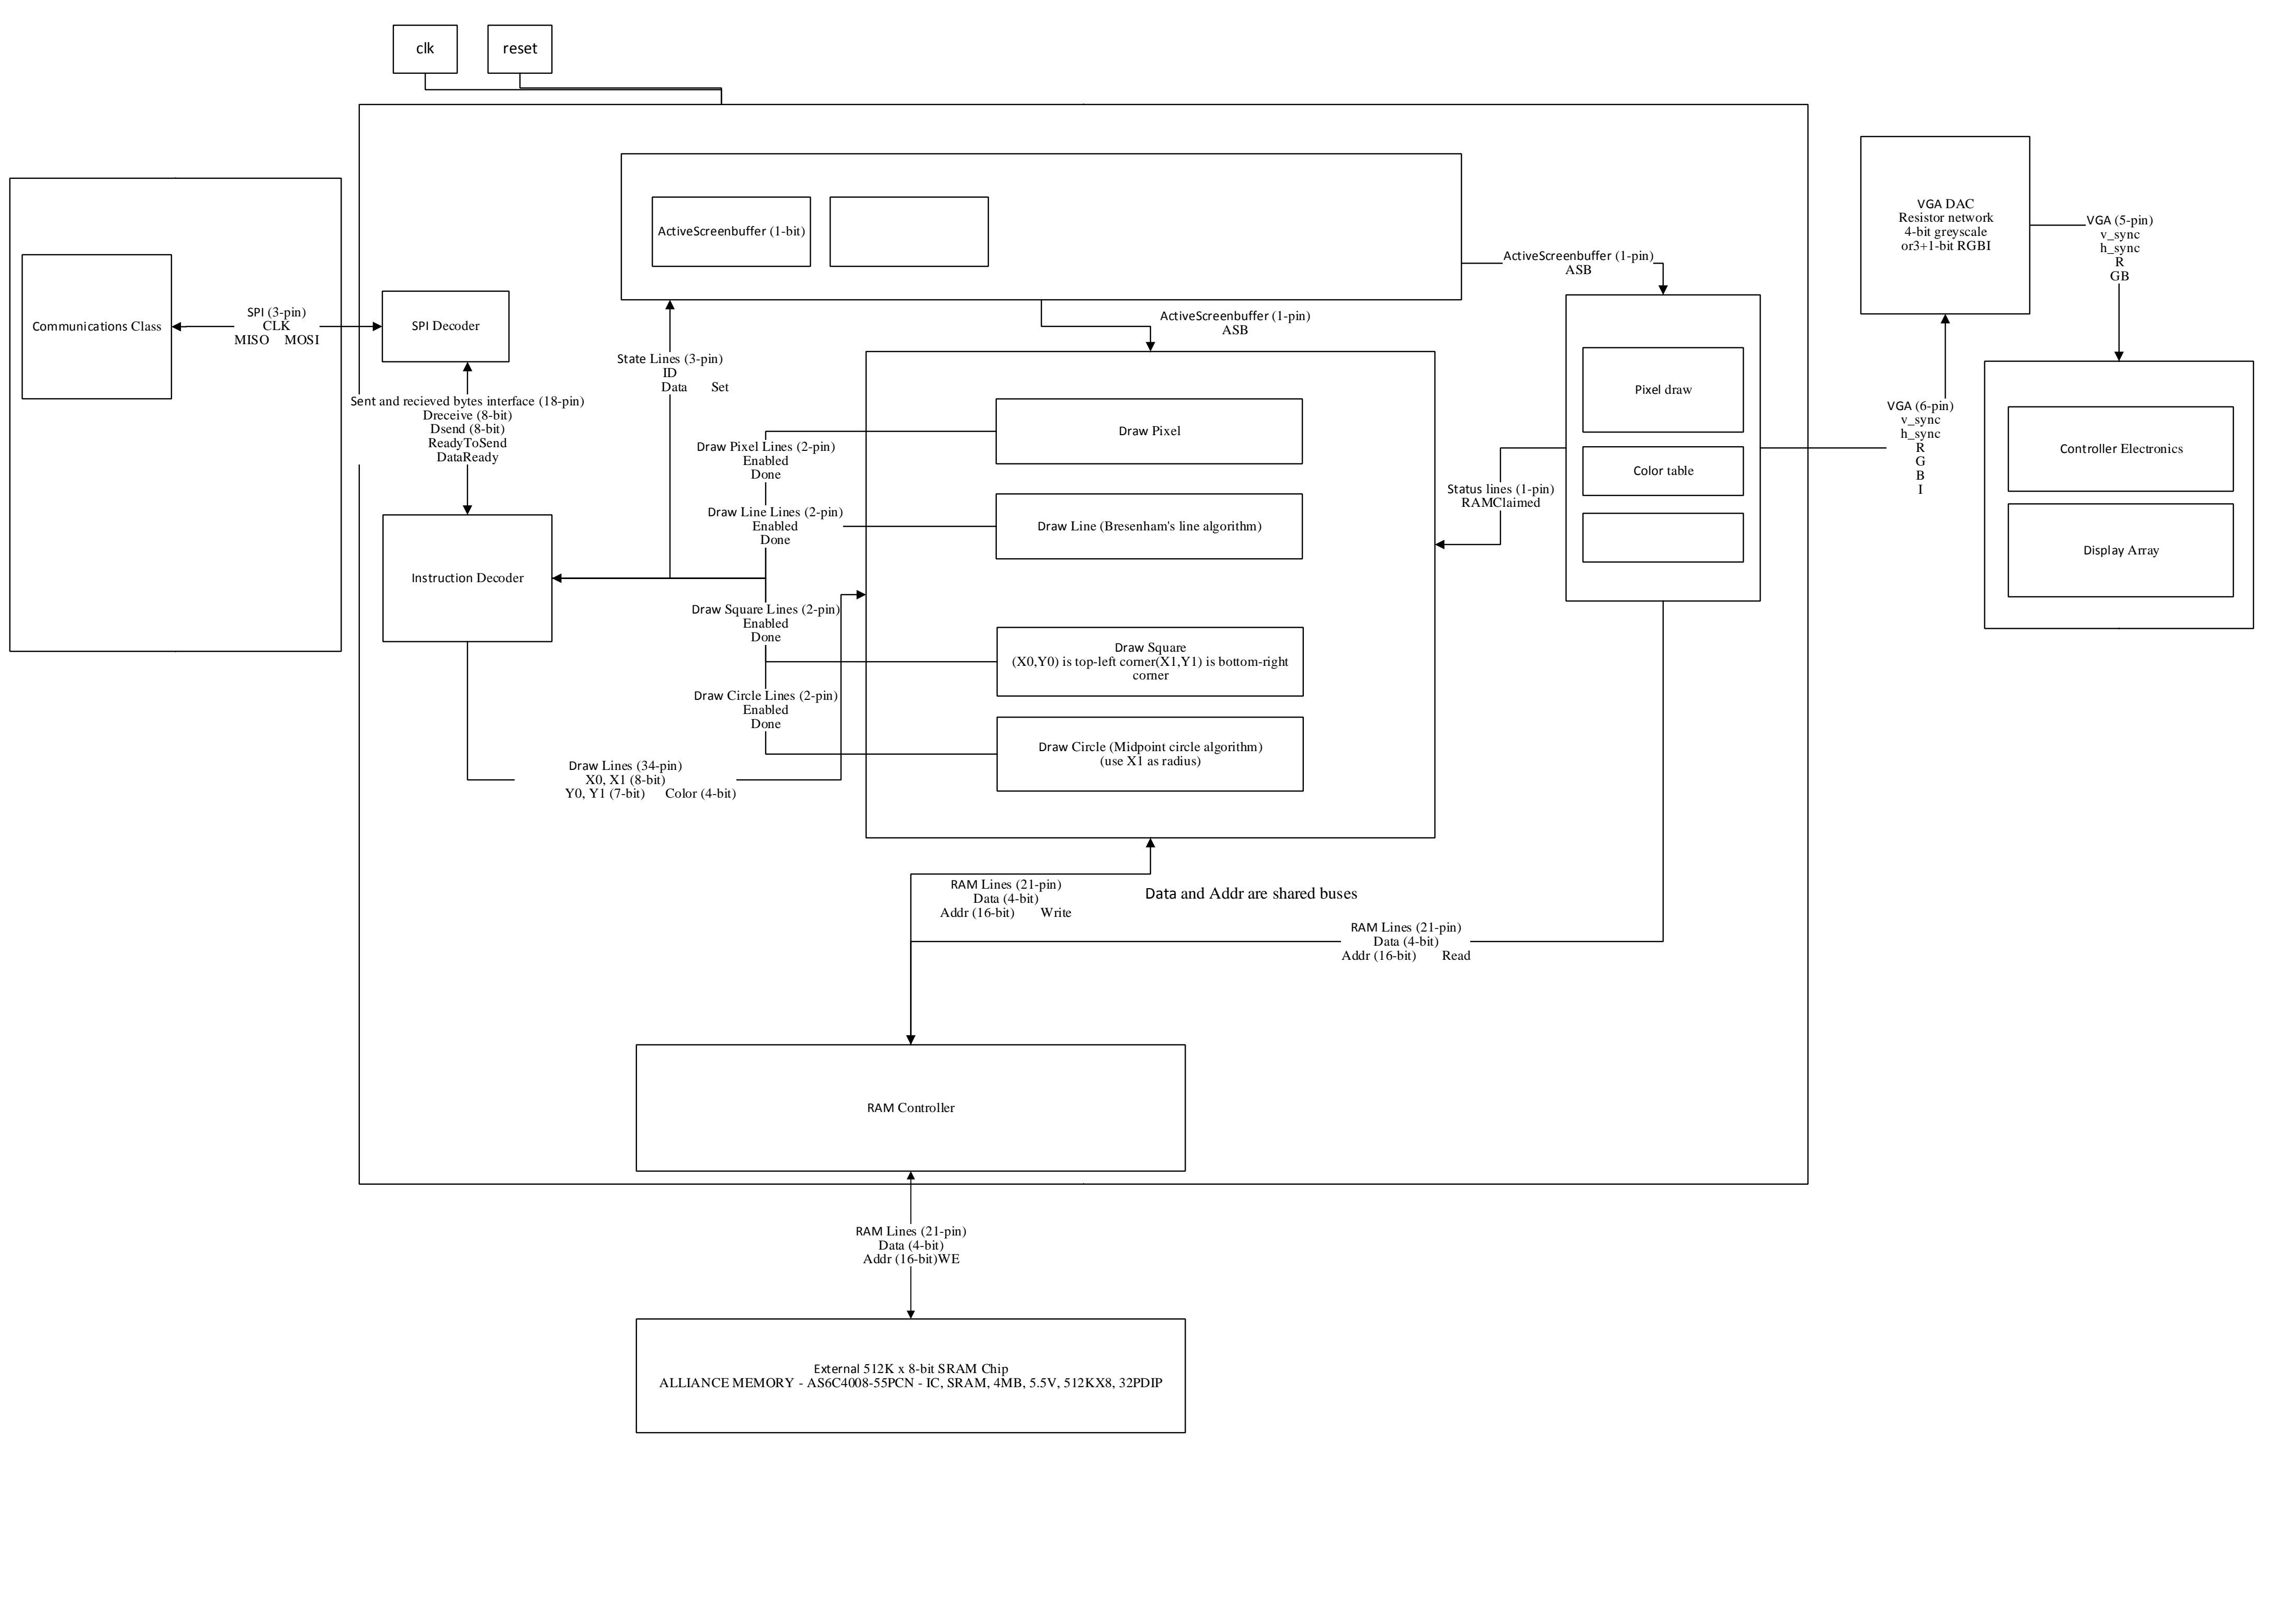 clk
reset
Communications Class
SPI (3-pin)
CLK
MISO MOSI
SPI Decoder
Sent and recieved bytes interface (18-pin)
Dreceive (8-bit)
Dsend (8-bit)
ReadyToSend
DataReady
Instruction Decoder
ActiveScreenbuffer (1-bit)
State Lines (3-pin)
ID
Data Set
ActiveScreenbuffer (1-pin)
ASB
ActiveScreenbuffer (1-pin)
ASB
Draw Pixel Lines (2-pin)
Enabled
Done
Draw Line Lines (2-pin)
Enabled
Done
Draw Square Lines (2-pin)
Enabled
Done
Draw Circle Lines (2-pin)
Enabled
Done
Draw Lines (34-pin)
X0, X1 (8-bit)
Y0, Y1 (7-bit) Color (4-bit)
Draw Pixel
Draw Line (Bresenham's line algorithm)
Draw Square
(X0,Y0) is top-left corner(X1,Y1) is bottom-right
corner
Draw Circle (Midpoint circle algorithm)
(use X1 as radius)
Status lines (1-pin)
RAMClaimed
Pixel draw
Color table
VGA (6-pin)
v_sync
h_sync
R
G
B
I
VGA DAC
Resistor network
4-bit greyscale
or3+1-bit RGBI
VGA (5-pin)
v_sync
h_sync
R
GB
Controller Electronics
Display Array
RAM Lines (21-pin)
Data (4-bit)
Addr (16-bit) Write
Data and Addr are shared buses
RAM Lines (21-pin)
Data (4-bit)
Addr (16-bit) Read
RAM Controller
RAM Lines (21-pin)
Data (4-bit)
Addr (16-bit)WE
External 512K x 8-bit SRAM Chip
ALLIANCE MEMORY - AS6C4008-55PCN - IC, SRAM, 4MB, 5.5V, 512KX8, 32PDIP